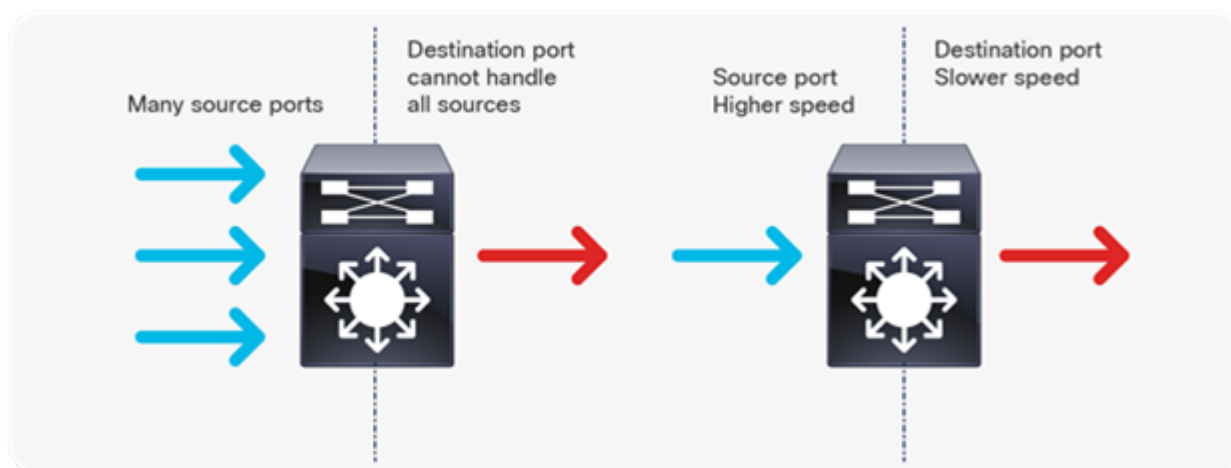 Many source ports
Destination port
cannot handle
all sources
Source port
Higher speed
Destination port
Slower speed